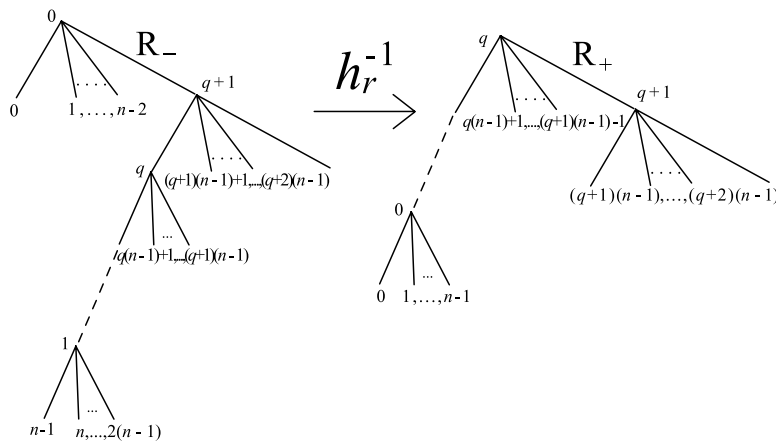 0
R₋
0
1,...,n-2
q+1
q
(q+1)(n-1)+1,...,(q+2)(n-1)
q(n-1)+1,...,(q+1)(n-1)
1
n-1
n,...,2(n-1)
h_r^{-1}
q
R₊
q+1
q(n-1)+1,...,(q+1)(n-1)-1
(q+1)(n-1),...,(q+2)(n-1)
0
0
1,...,n-1